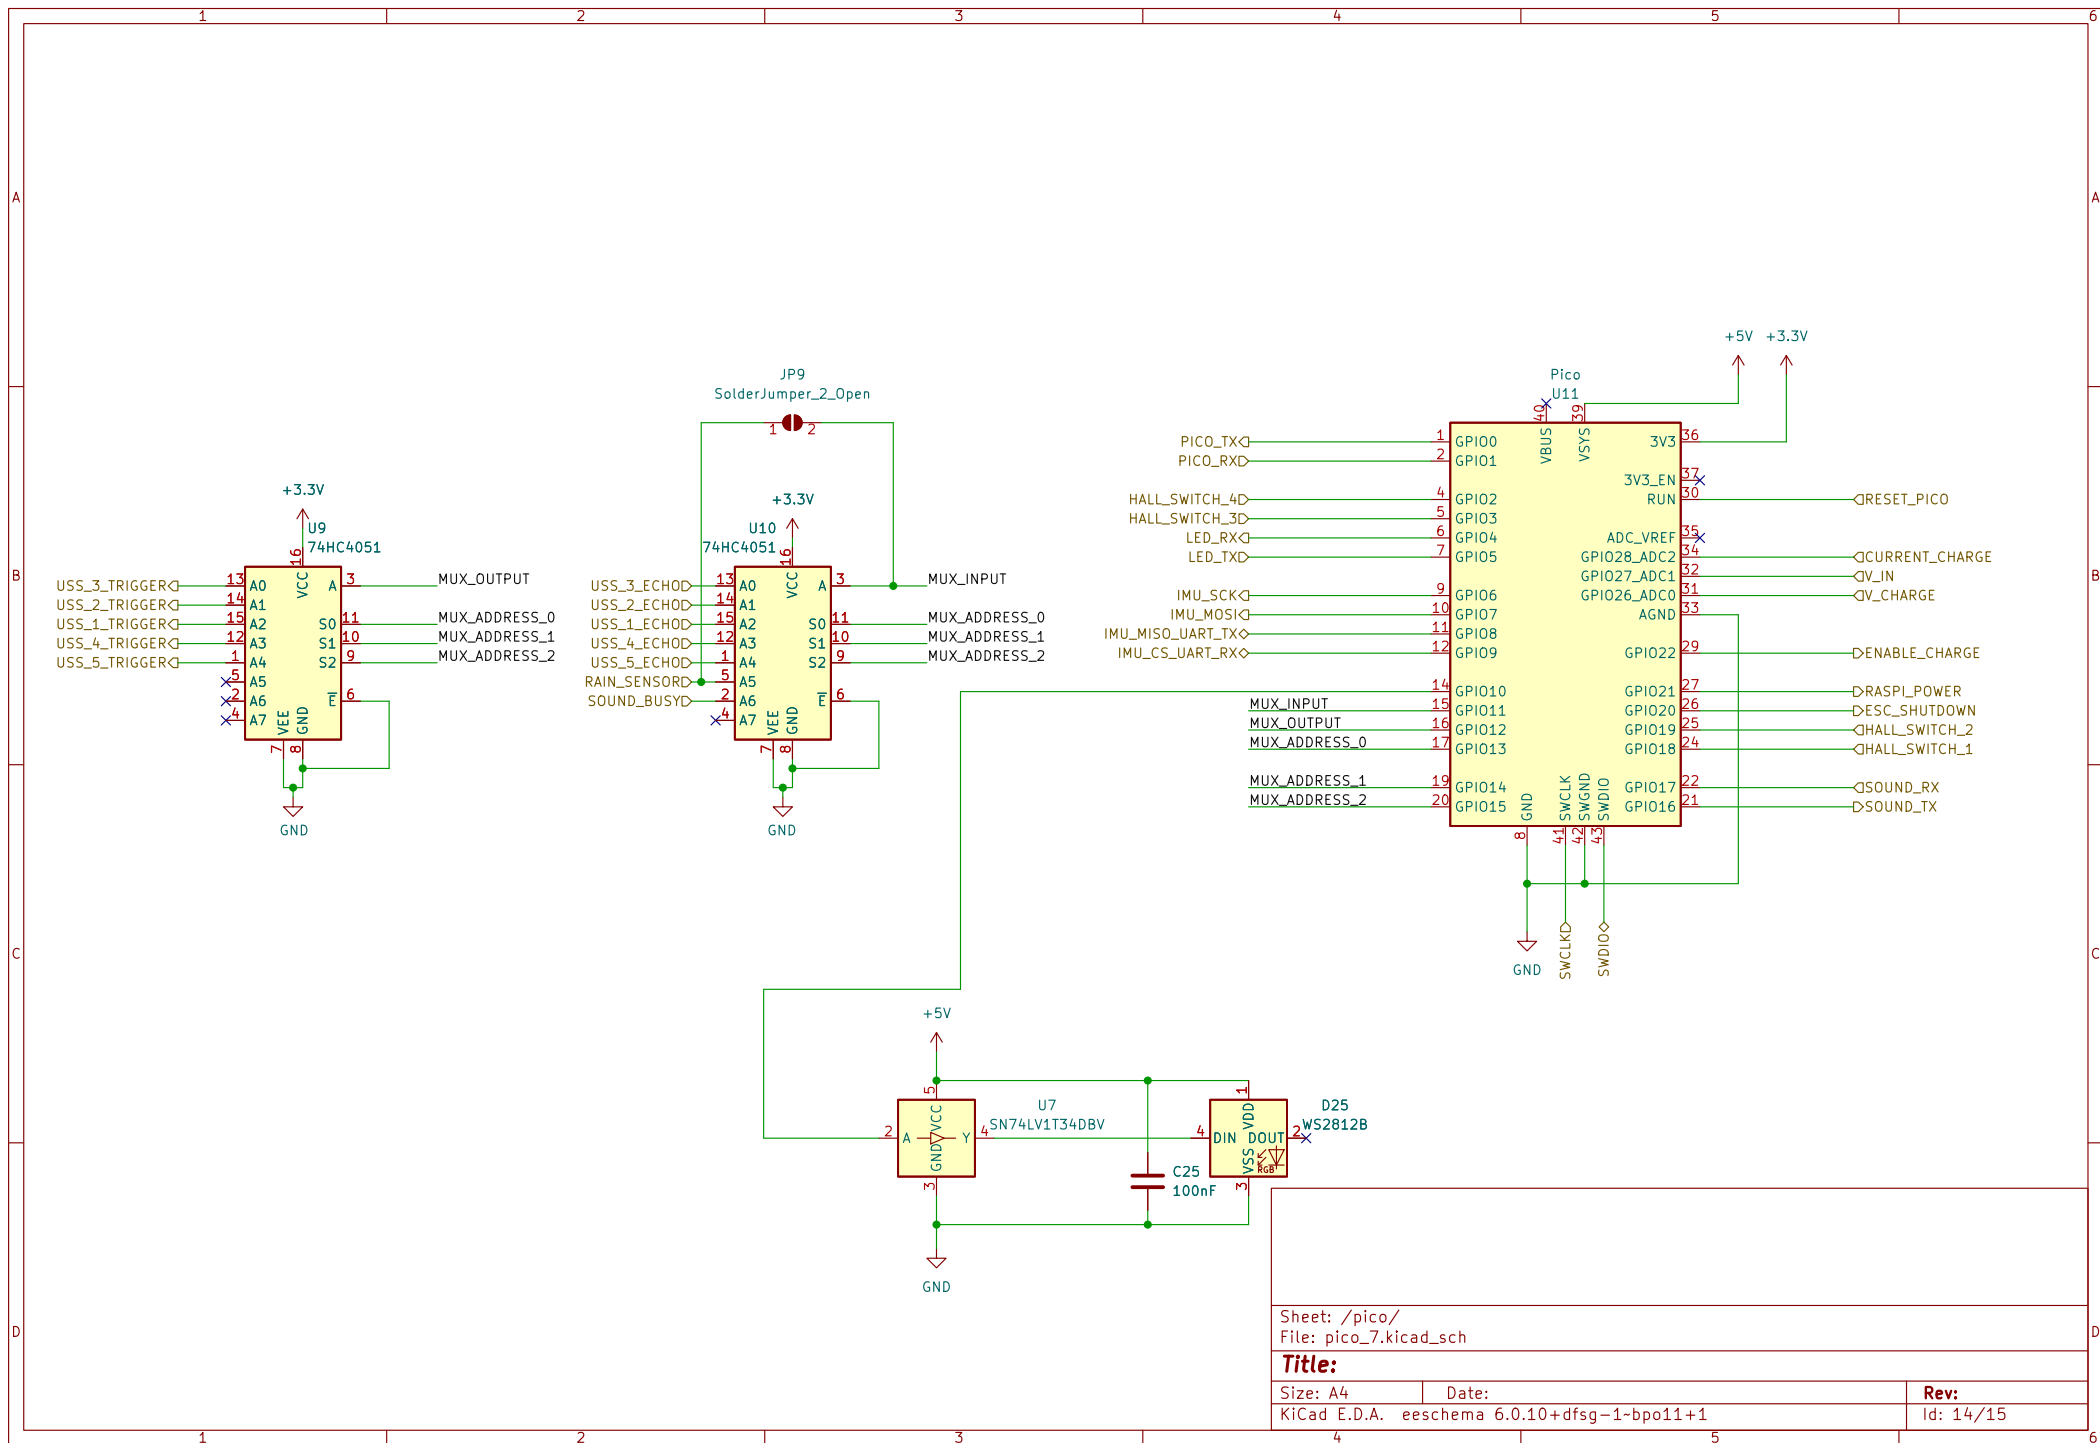 1 2 3 4 5 6
A A
B B
C C
D D
+3.3V
U9
74HC4051
USS_3_TRIGGER 13 A0
USS_2_TRIGGER 14 A1
USS_1_TRIGGER 15 A2
USS_4_TRIGGER 12 A3
USS_5_TRIGGER 1 A4
5 A5
2 A6
4 A7
16 VCC
A 3 MUX_OUTPUT
S0 11 MUX_ADDRESS_0
S1 10 MUX_ADDRESS_1
S2 9 MUX_ADDRESS_2
E 6
VEE 7
GND 8
GND
JP9
SolderJumper_2_Open
1 2
+3.3V
U10
74HC4051
USS_3_ECHO 13 A0
USS_2_ECHO 14 A1
USS_1_ECHO 15 A2
USS_4_ECHO 12 A3
USS_5_ECHO 1 A4
RAIN_SENSOR 5 A5
SOUND_BUSY 2 A6
4 A7
16 VCC
A 3 MUX_INPUT
S0 11 MUX_ADDRESS_0
S1 10 MUX_ADDRESS_1
S2 9 MUX_ADDRESS_2
E 6
VEE 7
GND 8
GND
+5V +3.3V
Pico
U11
40 VBUS
39 VSYS
PICO_TX 1 GPIO0
PICO_RX 2 GPIO1
HALL_SWITCH_4 4 GPIO2
HALL_SWITCH_3 5 GPIO3
LED_RX 6 GPIO4
LED_TX 7 GPIO5
IMU_SCK 9 GPIO6
IMU_MOSI 10 GPIO7
IMU_MISO_UART_TX 11 GPIO8
IMU_CS_UART_RX 12 GPIO9
14 GPIO10
MUX_INPUT 15 GPIO11
MUX_OUTPUT 16 GPIO12
MUX_ADDRESS_0 17 GPIO13
MUX_ADDRESS_1 19 GPIO14
MUX_ADDRESS_2 20 GPIO15
3V3 36
3V3_EN 37
RUN 30 RESET_PICO
ADC_VREF 35
GPIO28_ADC2 34 CURRENT_CHARGE
GPIO27_ADC1 32 V_IN
GPIO26_ADC0 31 V_CHARGE
AGND 33
GPIO22 29 ENABLE_CHARGE
GPIO21 27 RASPI_POWER
GPIO20 26 ESC_SHUTDOWN
GPIO19 25 HALL_SWITCH_2
GPIO18 24 HALL_SWITCH_1
GPIO17 22 SOUND_RX
GPIO16 21 SOUND_TX
GND 8
SWCLK 41 SWCLK
SWGND 42
SWDIO 43 SWDIO
GND
+5V
U7
SN74LV1T34DBV
5 VCC
2 A Y 4
GND 3
GND
C25
100nF
D25
WS2812B
1 VDD
4 DIN DOUT 2
VSS 3
RGB
Sheet: /pico/
File: pico_7.kicad_sch
Title:
Size: A4 Date: Rev:
KiCad E.D.A. eeschema 6.0.10+dfsg-1~bpo11+1 Id: 14/15
1 2 3 4 5 6